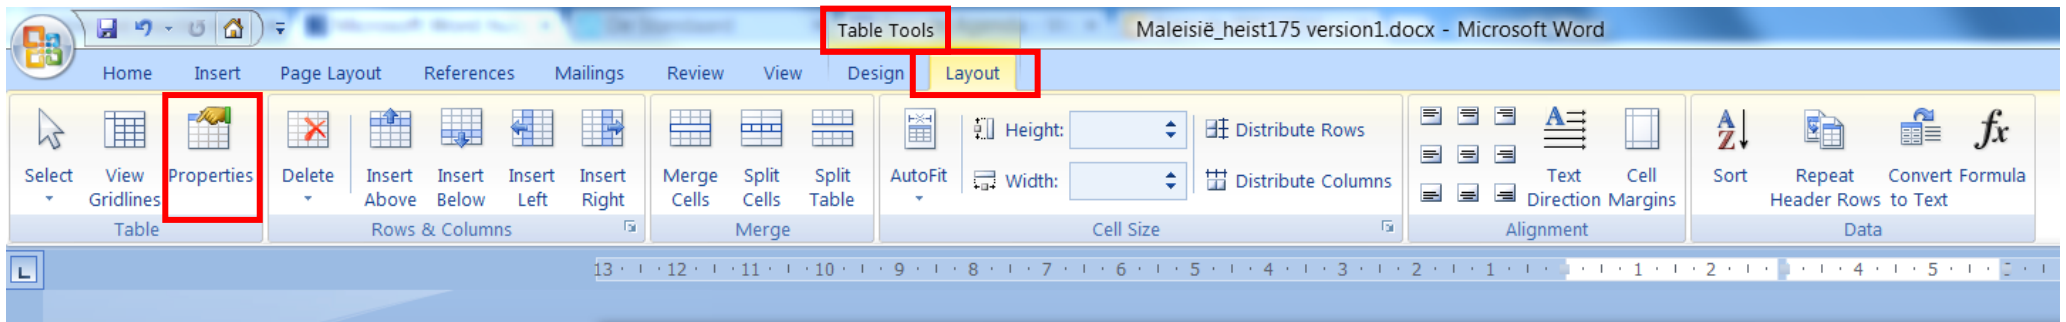 Table Tools
Maleisië_heist175 version1.docx - Microsoft Word
Home Insert Page Layout References Mailings Review View Design Layout
Select View Gridlines Properties Delete Insert Above Insert Below Insert Left Insert Right Merge Cells Split Cells Split Table AutoFit Height: Width: Distribute Rows Distribute Columns Text Direction Cell Margins Sort Repeat Header Rows Convert to Text Formula
Table Rows & Columns Merge Cell Size Alignment Data
13 12 11 10 9 8 7 6 5 4 3 2 1 1 2 4 5